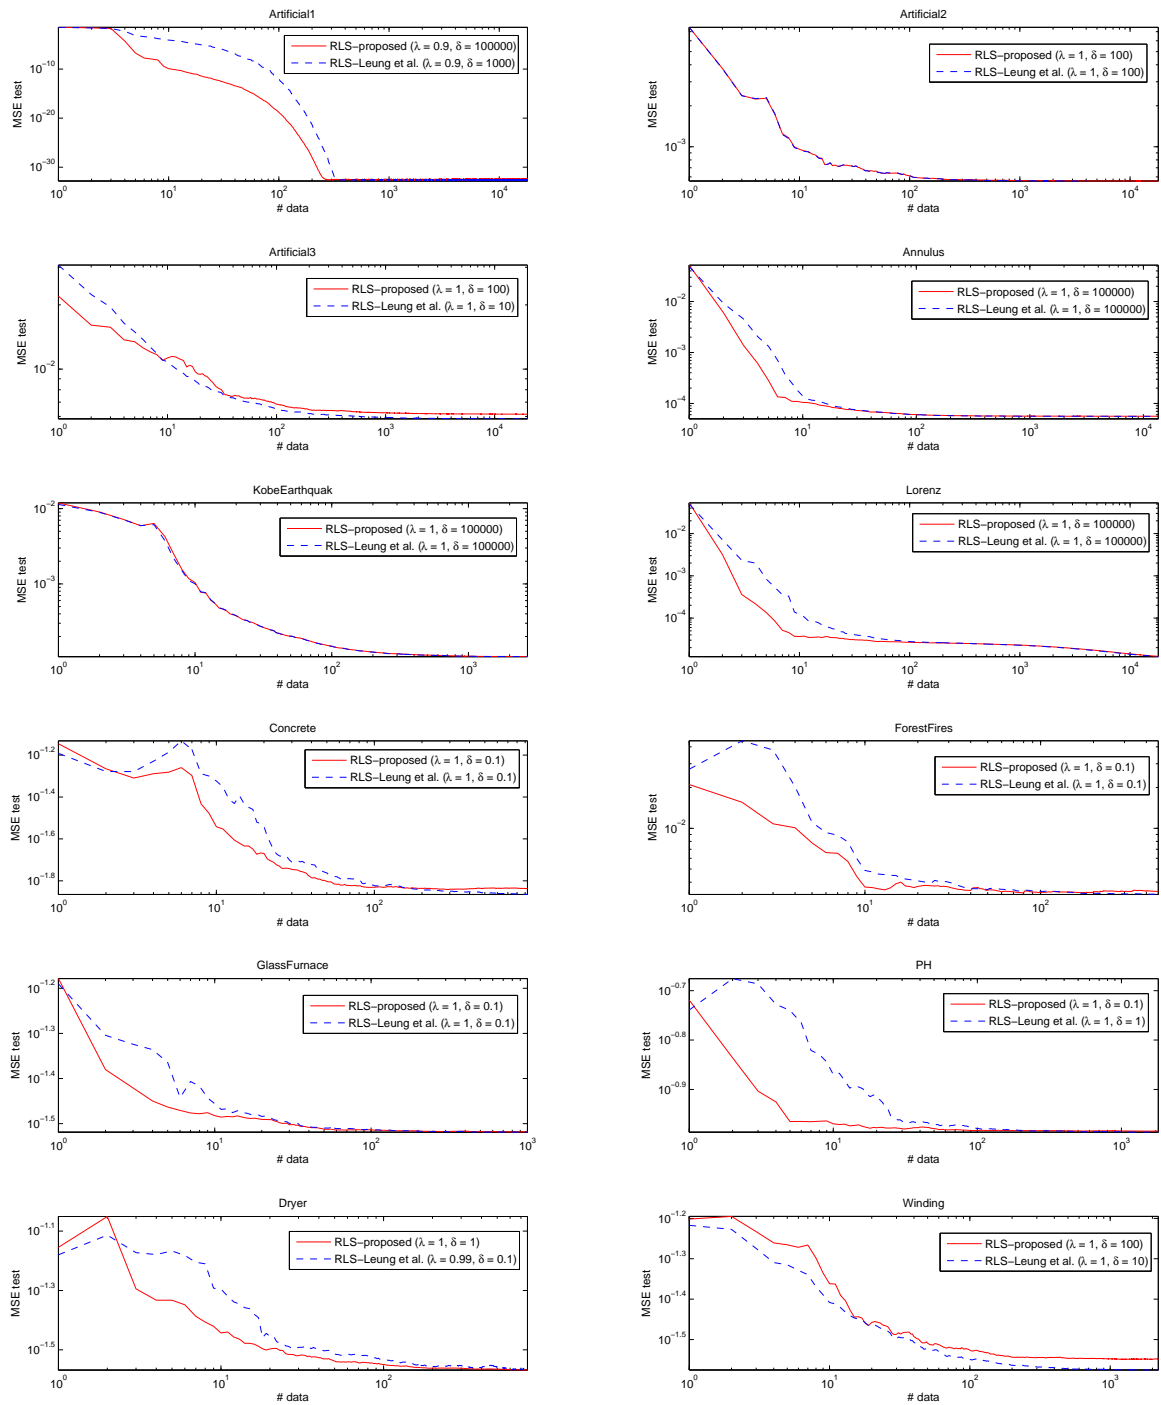 Artificial1
MSE test
10^−10
10^−20
10^−30
RLS−proposed (λ = 0.9, δ = 100000)
RLS−Leung et al. (λ = 0.9, δ = 1000)
10^0 10^1 10^2 10^3 10^4
# data
Artificial2
MSE test
10^−3
RLS−proposed (λ = 1, δ = 100)
RLS−Leung et al. (λ = 1, δ = 100)
10^0 10^1 10^2 10^3 10^4
# data
Artificial3
MSE test
10^−2
RLS−proposed (λ = 1, δ = 100)
RLS−Leung et al. (λ = 1, δ = 10)
10^0 10^1 10^2 10^3 10^4
# data
Annulus
MSE test
10^−2
10^−3
10^−4
RLS−proposed (λ = 1, δ = 100000)
RLS−Leung et al. (λ = 1, δ = 100000)
10^0 10^1 10^2 10^3 10^4
# data
KobeEarthquak
MSE test
10^−2
10^−3
RLS−proposed (λ = 1, δ = 100000)
RLS−Leung et al. (λ = 1, δ = 100000)
10^0 10^1 10^2 10^3
# data
Lorenz
MSE test
10^−2
10^−3
10^−4
RLS−proposed (λ = 1, δ = 100000)
RLS−Leung et al. (λ = 1, δ = 100000)
10^0 10^1 10^2 10^3 10^4
# data
Concrete
MSE test
10^−1.2
10^−1.4
10^−1.6
10^−1.8
RLS−proposed (λ = 1, δ = 0.1)
RLS−Leung et al. (λ = 1, δ = 0.1)
10^0 10^1 10^2
# data
ForestFires
MSE test
10^−2
RLS−proposed (λ = 1, δ = 0.1)
RLS−Leung et al. (λ = 1, δ = 0.1)
10^0 10^1 10^2
# data
GlassFurnace
MSE test
10^−1.2
10^−1.3
10^−1.4
10^−1.5
RLS−proposed (λ = 1, δ = 0.1)
RLS−Leung et al. (λ = 1, δ = 0.1)
10^0 10^1 10^2 10^3
# data
PH
MSE test
10^−0.7
10^−0.8
10^−0.9
RLS−proposed (λ = 1, δ = 0.1)
RLS−Leung et al. (λ = 1, δ = 1)
10^0 10^1 10^2 10^3
# data
Dryer
MSE test
10^−1.1
10^−1.3
10^−1.5
RLS−proposed (λ = 1, δ = 1)
RLS−Leung et al. (λ = 0.99, δ = 0.1)
10^0 10^1 10^2
# data
Winding
MSE test
10^−1.2
10^−1.3
10^−1.4
10^−1.5
RLS−proposed (λ = 1, δ = 100)
RLS−Leung et al. (λ = 1, δ = 10)
10^0 10^1 10^2 10^3
# data